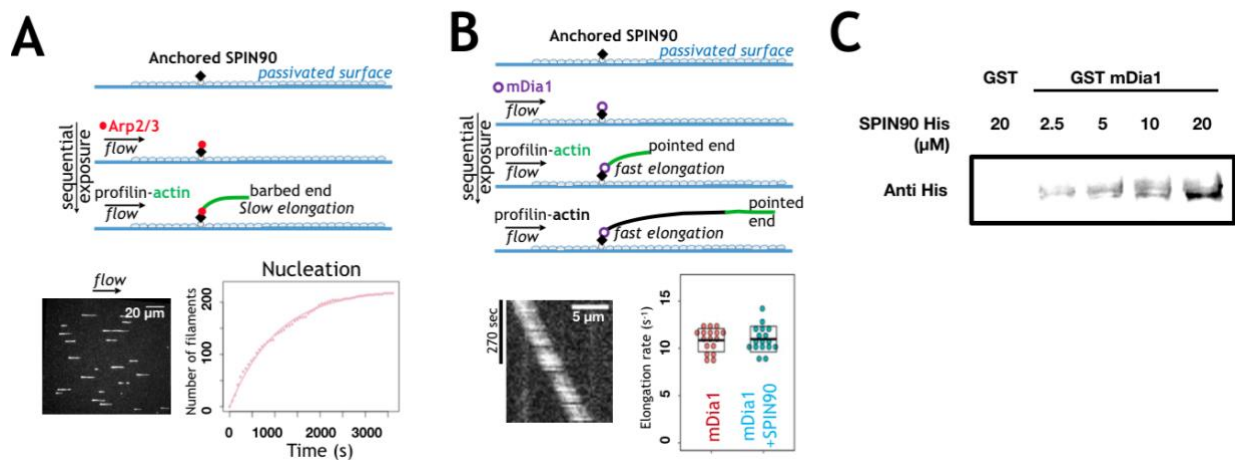 A
Anchored SPIN90
passivated surface
Arp2/3
flow
sequential
exposure
profilin-actin
flow
barbed end
Slow elongation
flow
20 µm
Nucleation
Number of filaments
200
100
0
0 1000 2000 3000
Time (s)
B
Anchored SPIN90
passivated surface
mDia1
flow
sequential
exposure
profilin-actin
flow
pointed end
fast elongation
profilin-actin
flow
pointed
end
fast elongation
270 sec
5 µm
Elongation rate (s-1)
15
10
5
0
mDia1
mDia1
+SPIN90
C
GST GST mDia1
SPIN90 His 20 2.5 5 10 20
(µM)
Anti His